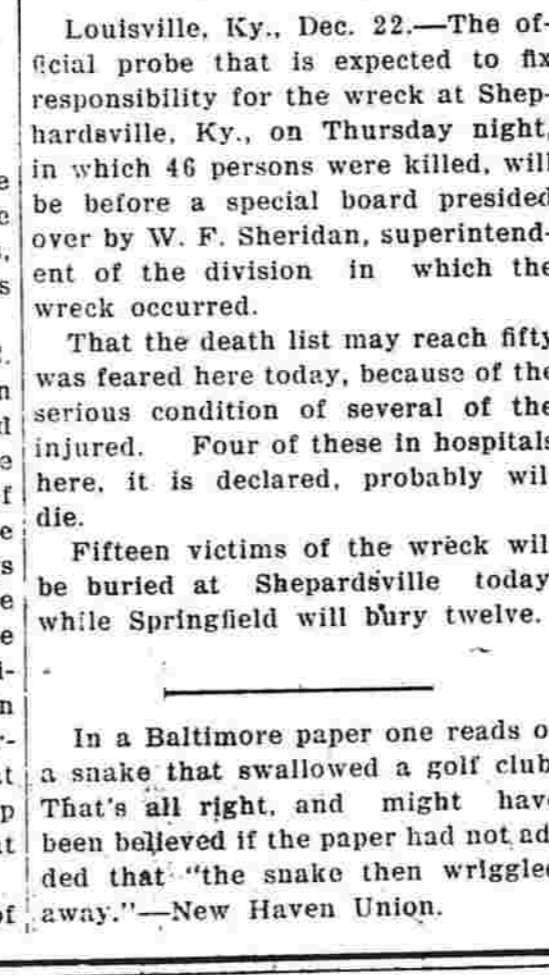 Louisville, Ky., Dec. 22.—The of-
ficial probe that is expected to fix
responsibility for the wreck at Shep-
hardsville, Ky., on Thursday night,
in which 46 persons were killed, will
be before a special board presided
over by W. F. Sheridan, superintend-
ent of the division in which the
wreck occurred.
That the death list may reach fifty
was feared here today, because of the
serious condition of several of the
injured. Four of these in hospitals
here, it is declared, probably wil
die.
Fifteen victims of the wreck wil
be buried at Shepardsville today
while Springfield will bury twelve.
In a Baltimore paper one reads o
a snake that swallowed a golf club
That's all right, and might have
been believed if the paper had not ad
ded that "the snake then wriggled
away."—New Haven Union.